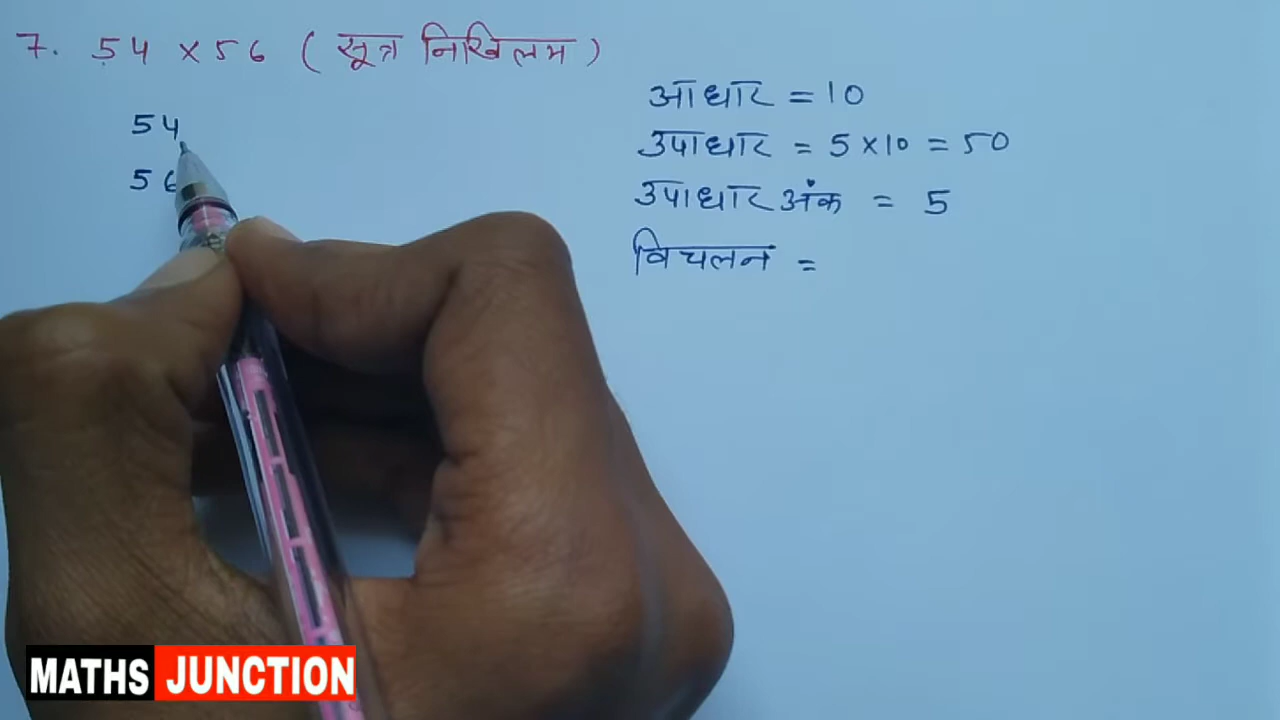 7. 54 × 56 ( सूत्र निखिलम )
54
56
आधार = 10
उपाधार = 5 × 10 = 50
उपाधार अंक = 5
विचलन =
MATHS JUNCTION